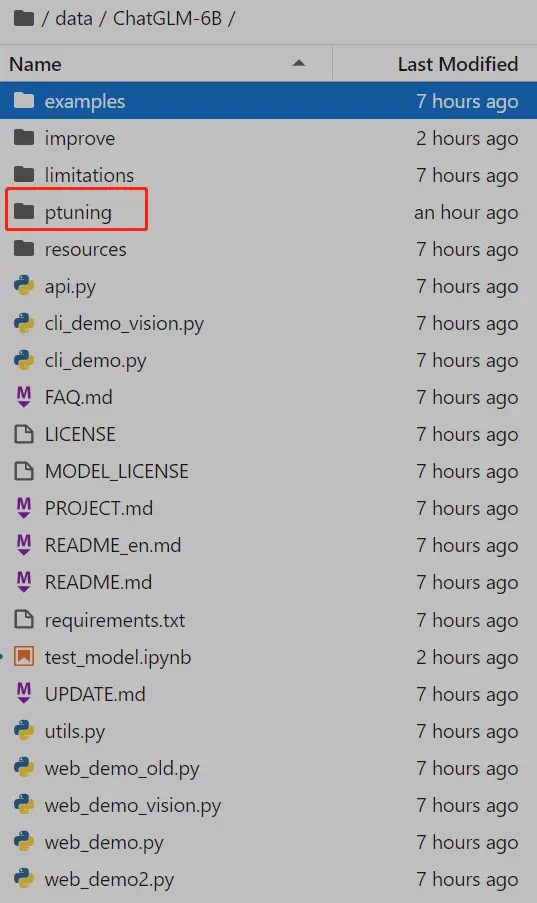 / data / ChatGLM-6B /
Name Last Modified
examples 7 hours ago
improve 2 hours ago
limitations 7 hours ago
ptuning an hour ago
resources 7 hours ago
api.py 7 hours ago
cli_demo_vision.py 7 hours ago
cli_demo.py 7 hours ago
FAQ.md 7 hours ago
LICENSE 7 hours ago
MODEL_LICENSE 7 hours ago
PROJECT.md 7 hours ago
README_en.md 7 hours ago
README.md 7 hours ago
requirements.txt 7 hours ago
test_model.ipynb 2 hours ago
UPDATE.md 7 hours ago
utils.py 7 hours ago
web_demo_old.py 7 hours ago
web_demo_vision.py 7 hours ago
web_demo.py 7 hours ago
web_demo2.py 7 hours ago